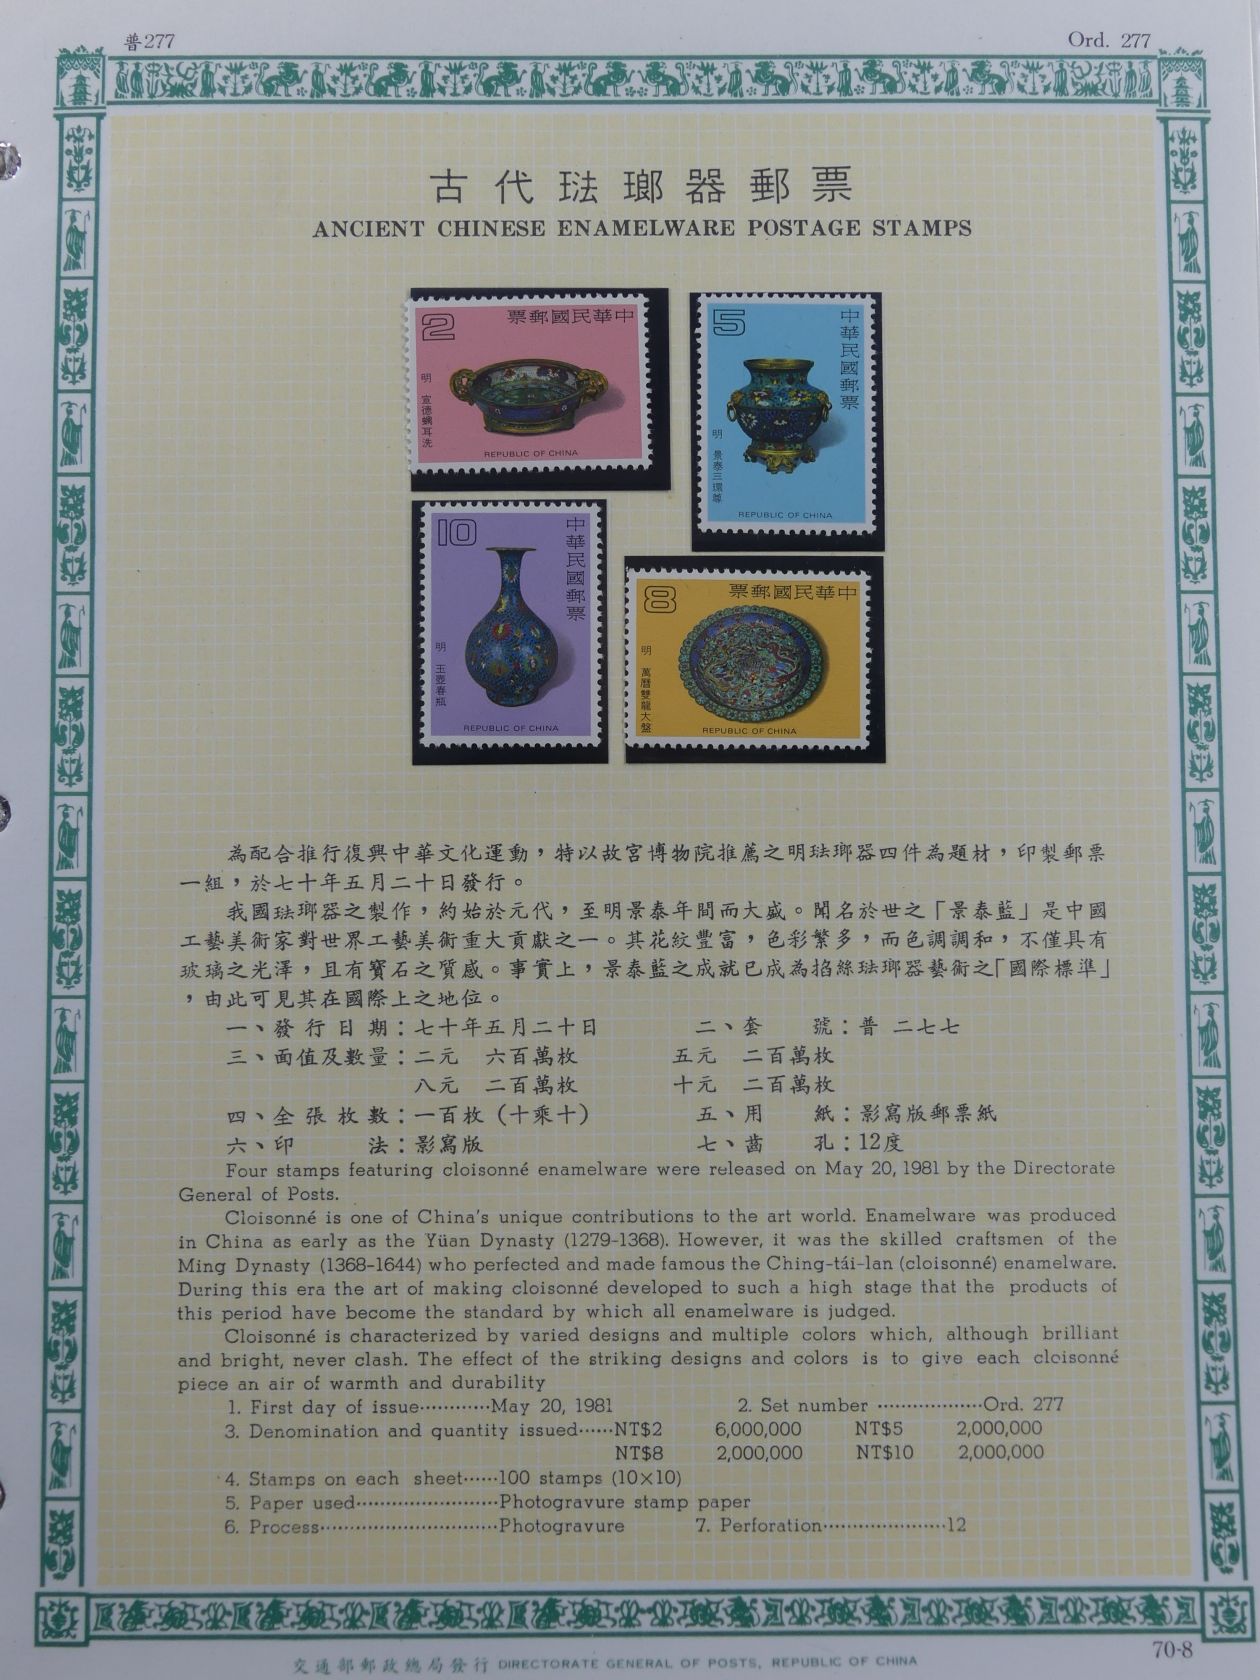 普277
Ord. 277
古代琺瑯器郵票
ANCIENT CHINESE ENAMELWARE POSTAGE STAMPS
2
票郵國民華中
明 宣德螭耳洗
REPUBLIC OF CHINA
5
中華民國郵票
明 景泰三環尊
REPUBLIC OF CHINA
10
中華民國郵票
明 玉壺春瓶
REPUBLIC OF CHINA
8
票郵國民華中
明 萬曆雙龍大盤
REPUBLIC OF CHINA
為配合推行復興中華文化運動，特以故宮博物院推薦之明琺瑯器四件為題材，印製郵票
一組，於七十年五月二十日發行。
我國琺瑯器之製作，約始於元代，至明景泰年間而大盛。聞名於世之「景泰藍」是中國
工藝美術家對世界工藝美術重大貢獻之一。其花紋豐富，色彩繁多，而色調調和，不僅具有
玻璃之光澤，且有寶石之質感。事實上，景泰藍之成就已成為掐絲琺瑯器藝術之「國際標準」
，由此可見其在國際上之地位。
一、發行日期：七十年五月二十日 二、套 號：普 二七七
三、面值及數量：二元 六百萬枚 五元 二百萬枚
八元 二百萬枚 十元 二百萬枚
四、全張枚數：一百枚（十乘十） 五、用 紙：影寫版郵票紙
六、印 法：影寫版 七、齒 孔：12度
Four stamps featuring cloisonné enamelware were released on May 20, 1981 by the Directorate
General of Posts.
Cloisonné is one of China's unique contributions to the art world. Enamelware was produced
in China as early as the Yüan Dynasty (1279-1368). However, it was the skilled craftsmen of the
Ming Dynasty (1368-1644) who perfected and made famous the Ching-tái-lan (cloisonné) enamelware.
During this era the art of making cloisonné developed to such a high stage that the products of
this period have become the standard by which all enamelware is judged.
Cloisonné is characterized by varied designs and multiple colors which, although brilliant
and bright, never clash. The effect of the striking designs and colors is to give each cloisonné
piece an air of warmth and durability
1. First day of issue············May 20, 1981 2. Set number ··················Ord. 277
3. Denomination and quantity issued······NT$2 6,000,000 NT$5 2,000,000
NT$8 2,000,000 NT$10 2,000,000
4. Stamps on each sheet······100 stamps (10×10)
5. Paper used························Photogravure stamp paper
6. Process······························Photogravure 7. Perforation·····················12
70-8
交通部郵政總局發行 DIRECTORATE GENERAL OF POSTS, REPUBLIC OF CHINA